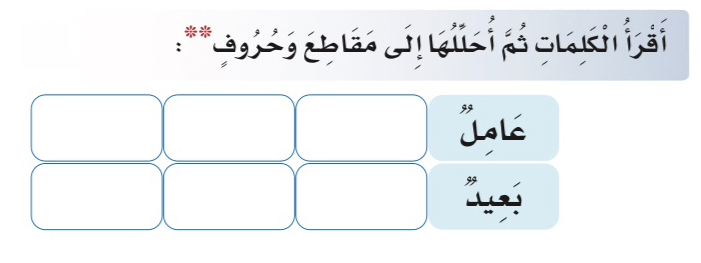 أَقْرَأُ الْكَلِمَاتِ ثُمَّ أُحَلِّلُهَا إِلَى مَقَاطِعَ وَحُرُوفٍ** :
عَامِلٌ
بَعِيدٌ